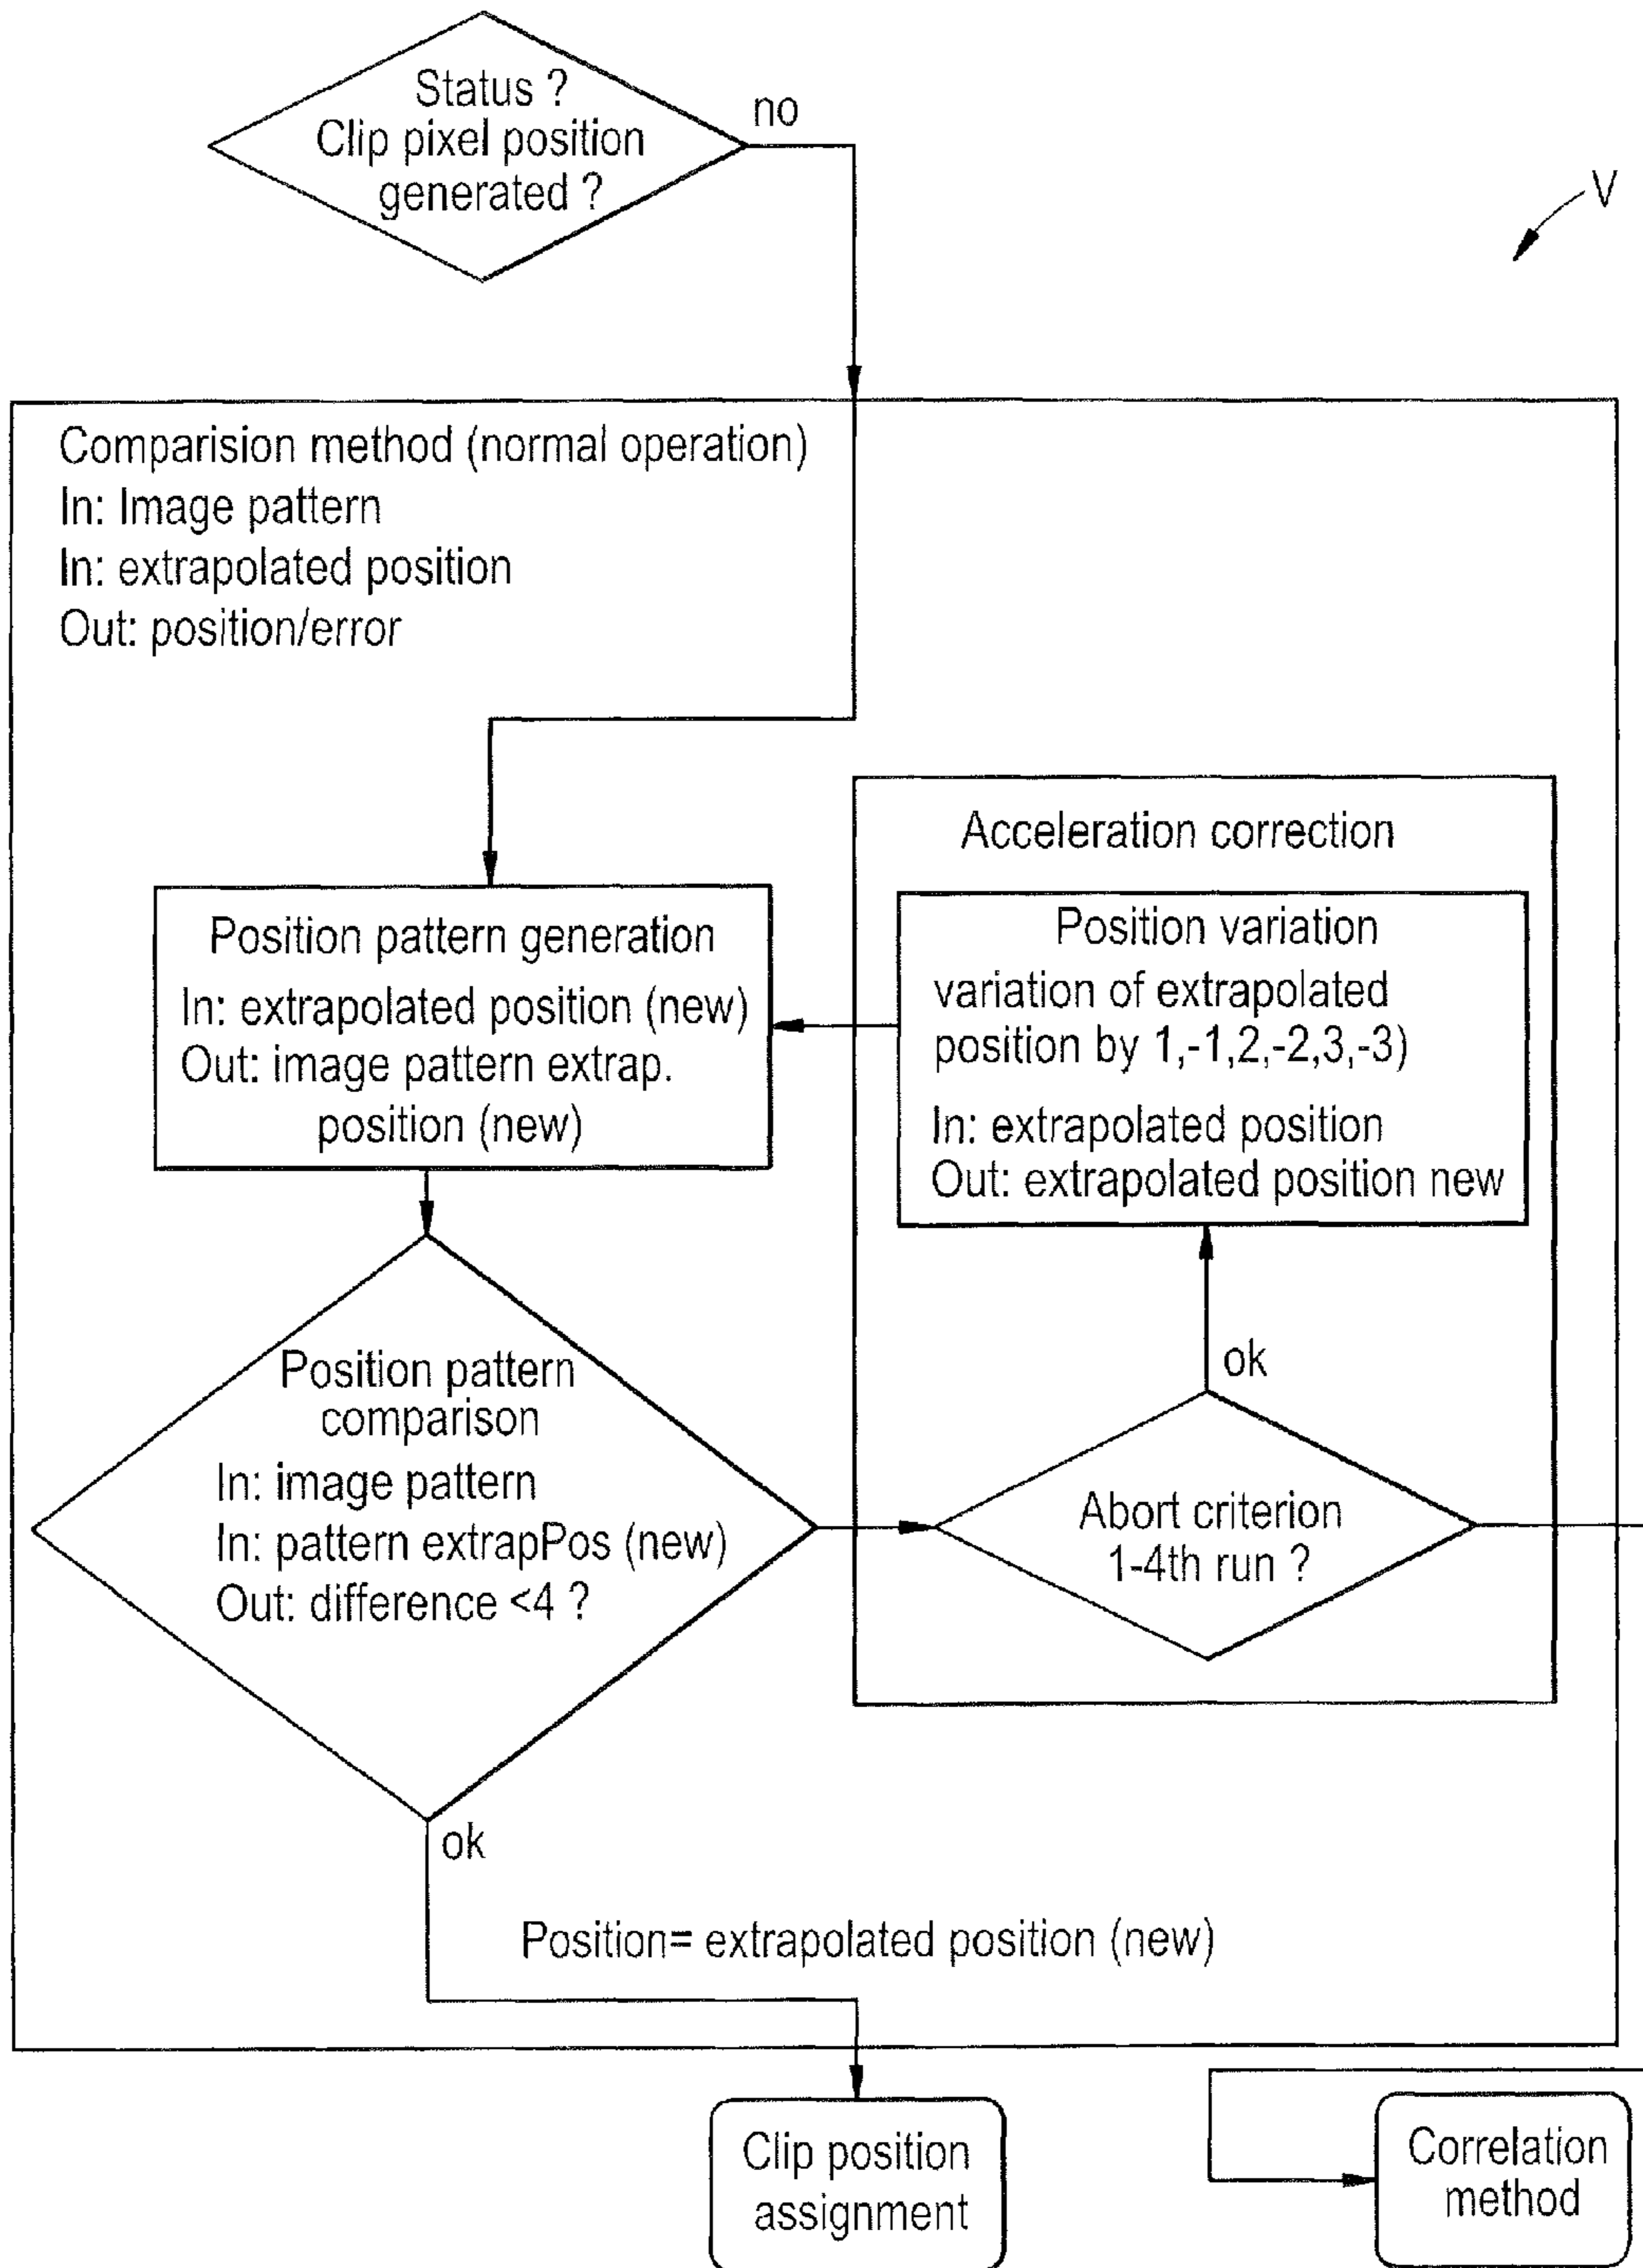 Status ?
Clip pixel position
generated ?
no
V
Comparision method (normal operation)
In: Image pattern
In: extrapolated position
Out: position/error
Acceleration correction
Position pattern generation
In: extrapolated position (new)
Out: image pattern extrap.
position (new)
Position variation
variation of extrapolated
position by 1,-1,2,-2,3,-3)
In: extrapolated position
Out: extrapolated position new
ok
Position pattern
comparison
In: image pattern
In: pattern extrapPos (new)
Out: difference <4 ?
Abort criterion
1-4th run ?
ok
Position= extrapolated position (new)
Clip position
assignment
Correlation
method